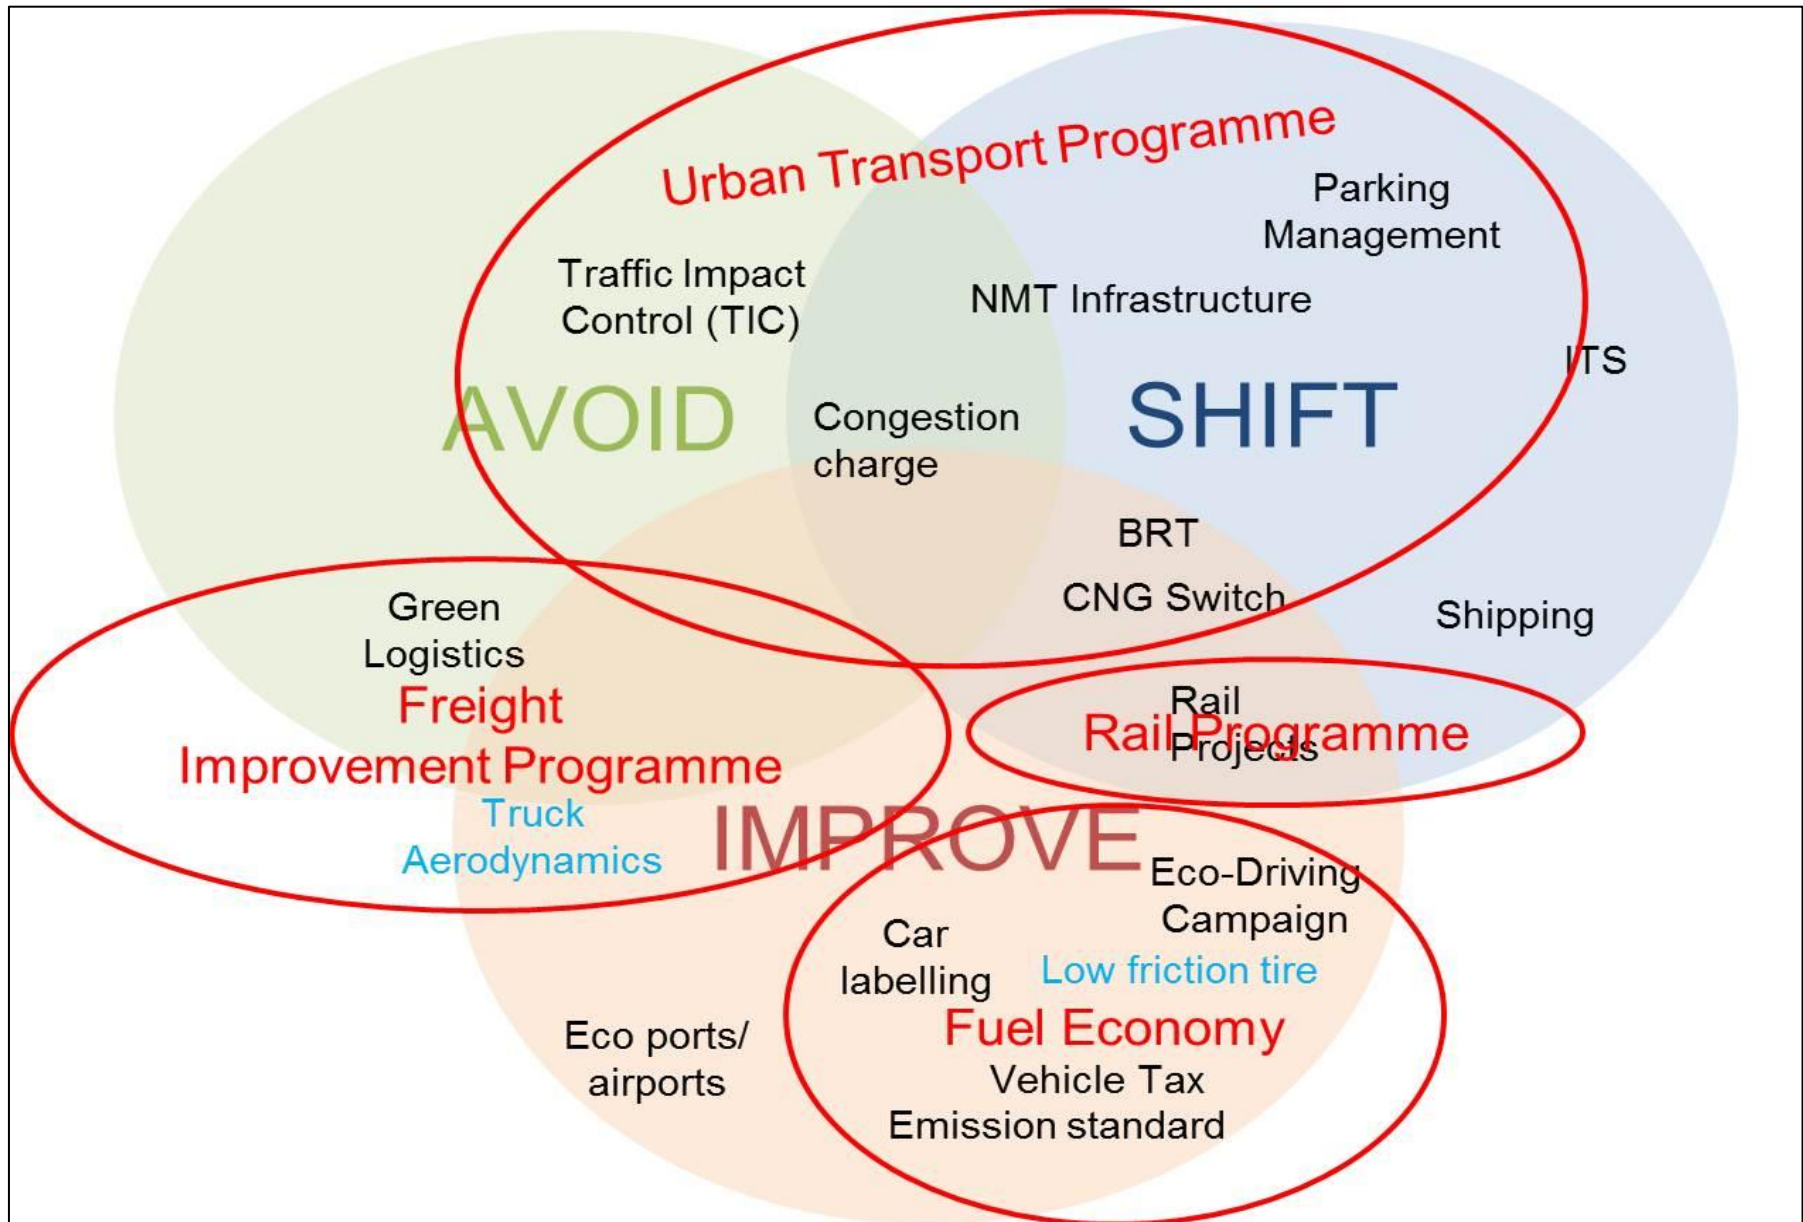 Urban Transport Programme
Parking
Management
Traffic Impact
Control (TIC)
NMT Infrastructure
ITS
AVOID
Congestion
charge
SHIFT
BRT
CNG Switch
Shipping
Green
Logistics
Freight
Improvement Programme
Truck
Aerodynamics
Rail
Projects
Rail Programme
IMPROVE
Eco-Driving
Campaign
Car
labelling
Low friction tire
Fuel Economy
Vehicle Tax
Emission standard
Eco ports/
airports